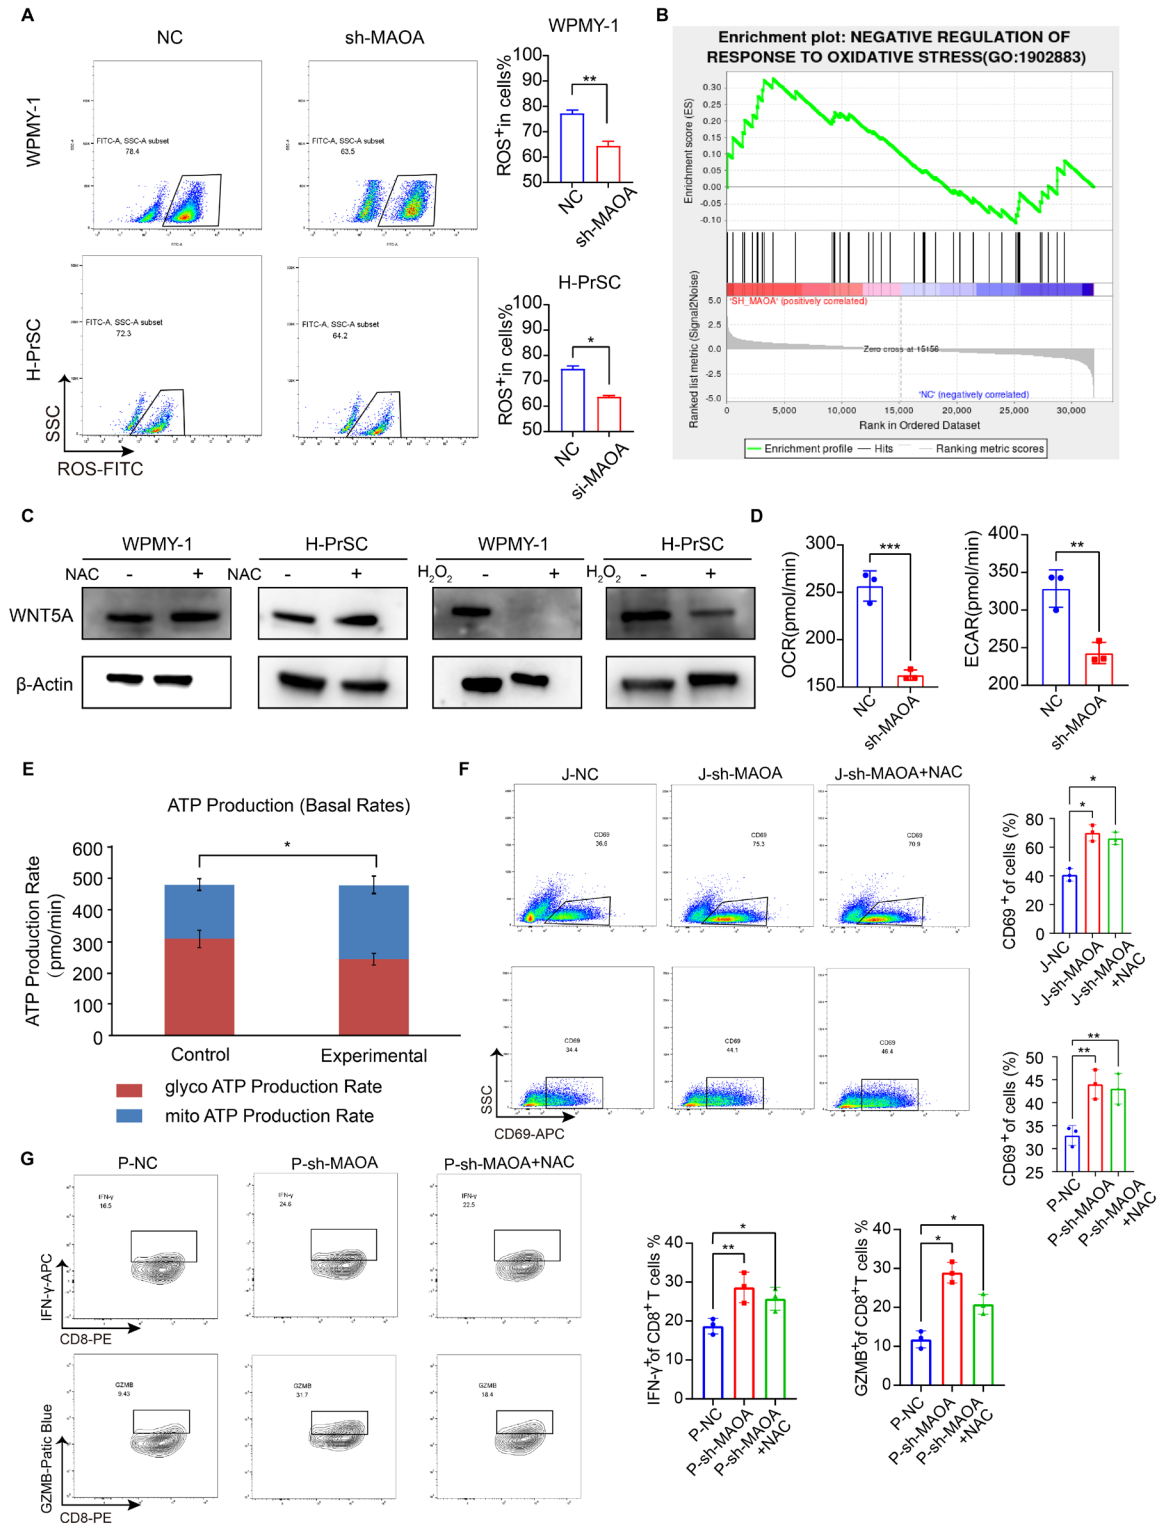 A
NC
sh-MAOA
WPMY-1
FITC-A, SSC-A subset
78.4
FITC-A, SSC-A subset
63.5
FITC-A
FITC-A
WPMY-1
ROS+in cells%
100
90
80
70
60
50
**
NC
sh-MAOA
H-PrSC
FITC-A, SSC-A subset
72.3
FITC-A, SSC-A subset
64.2
SSC
ROS-FITC
H-PrSC
ROS+in cells%
100
90
80
70
60
50
*
NC
si-MAOA
B
Enrichment plot: NEGATIVE REGULATION OF
RESPONSE TO OXIDATIVE STRESS(GO:1902883)
Enrichment score (ES)
0.30
0.25
0.20
0.15
0.10
0.05
0.00
-0.05
-0.10
'SH_MAOA' (positively correlated)
Ranked list metric (Signal2Noise)
5.0
2.5
0.0
-2.5
-5.0
Zero cross at 15156
'NC' (negatively correlated)
0 5,000 10,000 15,000 20,000 25,000 30,000
Rank in Ordered Dataset
Enrichment profile Hits Ranking metric scores
C
WPMY-1 H-PrSC WPMY-1 H-PrSC
NAC - + NAC - + H2O2 - + H2O2 - +
WNT5A
β-Actin
D
OCR(pmol/min)
300
250
200
150
***
NC
sh-MAOA
ECAR(pmol/min)
400
350
300
250
200
**
NC
sh-MAOA
E
ATP Production (Basal Rates)
ATP Production Rate
(pmo/min)
600
500
400
300
200
100
0
*
Control Experimental
glyco ATP Production Rate
mito ATP Production Rate
F
J-NC J-sh-MAOA J-sh-MAOA+NAC
CD69
36.6
CD69
75.3
CD69
70.9
CD69
34.4
CD69
44.1
CD69
46.4
SSC
CD69-APC
CD69+ of cells (%)
80
60
40
20
0
*
*
J-NC
J-sh-MAOA
J-sh-MAOA
+NAC
CD69+ of cells (%)
50
45
40
35
30
25
**
**
P-NC
P-sh-MAOA
P-sh-MAOA
+NAC
G
P-NC P-sh-MAOA P-sh-MAOA+NAC
IFN-γ
16.5
IFN-γ
24.6
IFN-γ
22.5
IFN-γ-APC
CD8-PE
GZMB
9.43
GZMB
31.7
GZMB
18.4
GZMB-Patic Blue
CD8-PE
IFN-γ+of CD8+ T cells %
40
30
20
10
0
**
*
P-NC
P-sh-MAOA
P-sh-MAOA
+NAC
GZMB+of CD8+T cells %
40
30
20
10
0
*
*
P-NC
P-sh-MAOA
P-sh-MAOA
+NAC